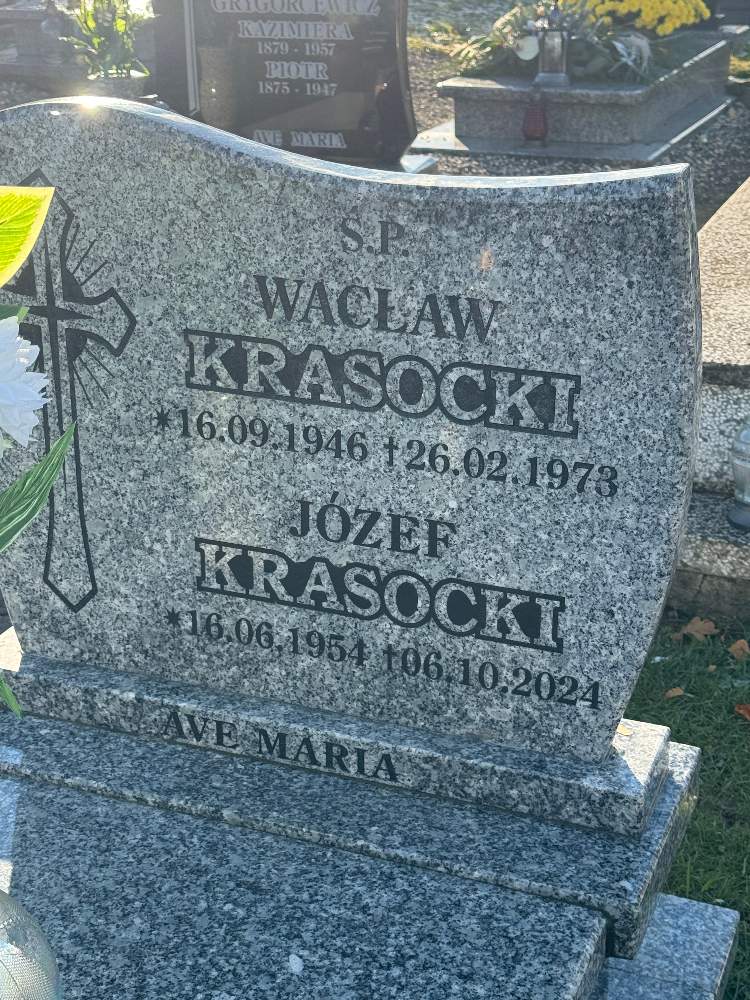 GRYGORCEWICZ
KAZIMIERA
1879 - 1957
PIOTR
1875 - 1947
AVE MARIA
Ś.P.
WACŁAW
KRASOCKI
*16.09.1946 †26.02.1973
JÓZEF
KRASOCKI
*16.06.1954 †06.10.2024
AVE MARIA